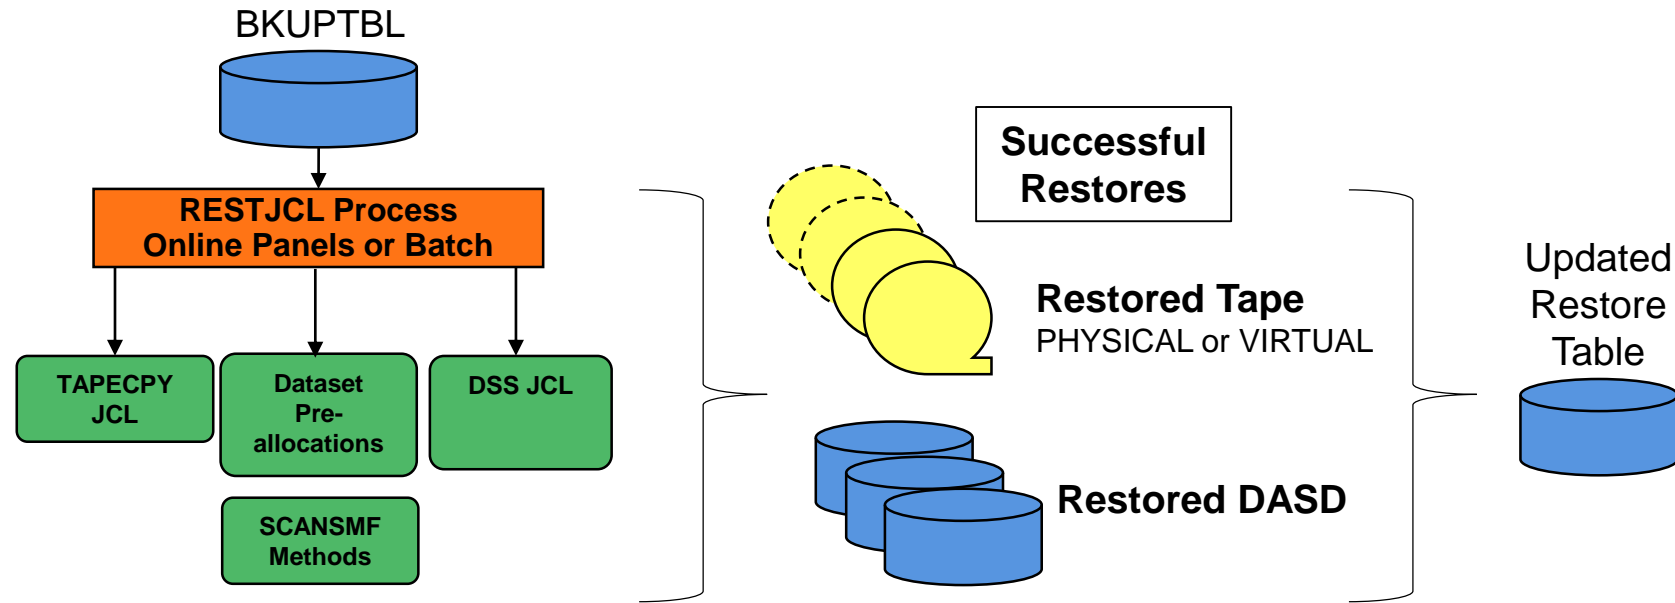 BKUPTBL
RESTJCL Process
Online Panels or Batch
TAPECPY
JCL
Dataset
Pre-
allocations
DSS JCL
SCANSMF
Methods
Successful
Restores
Restored Tape
PHYSICAL or VIRTUAL
Restored DASD
Updated
Restore
Table